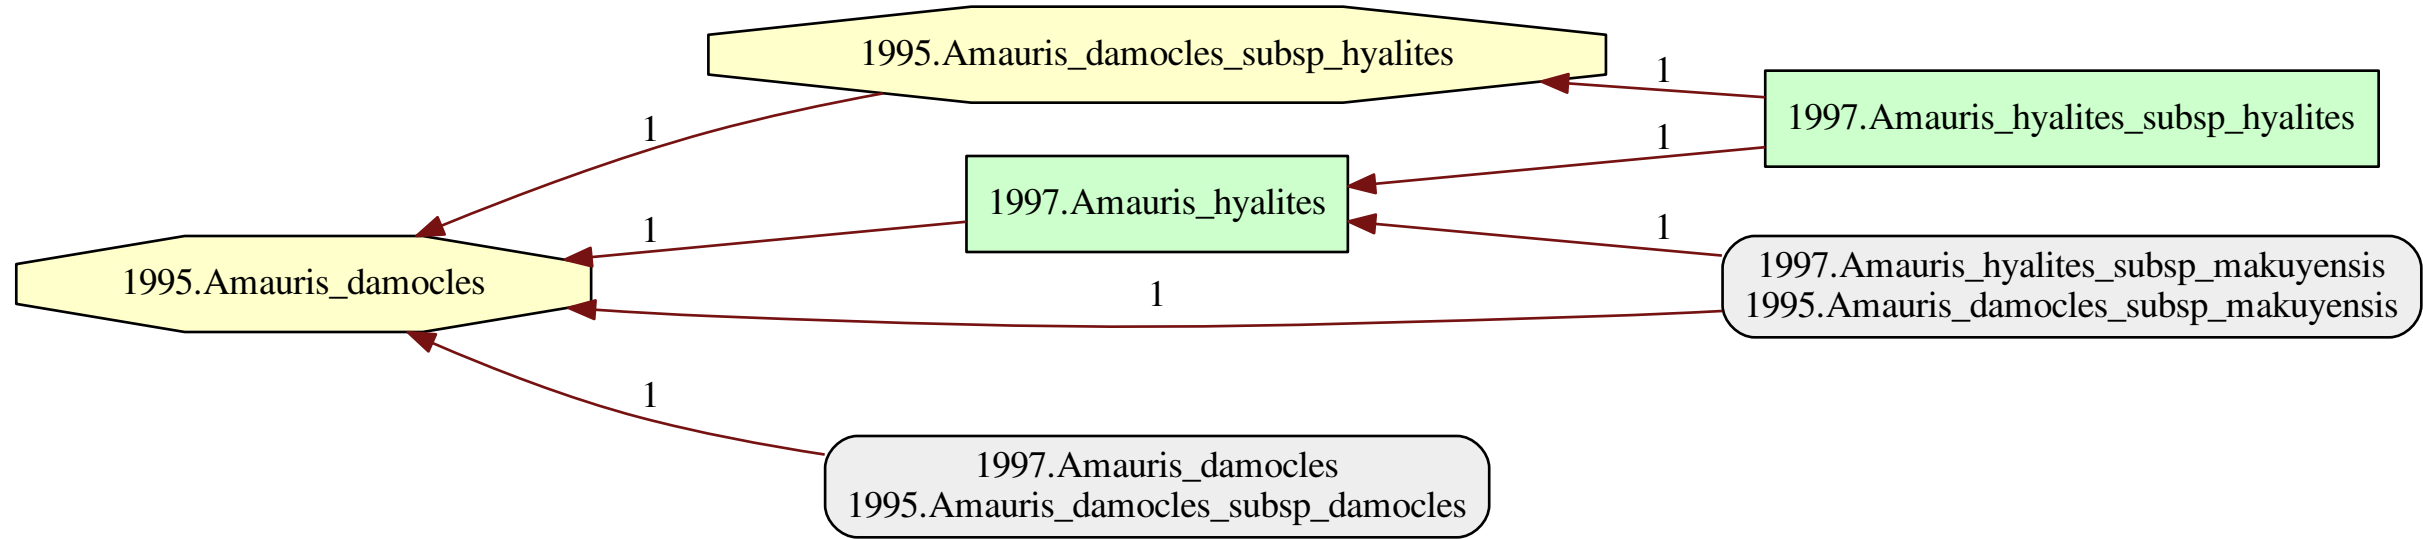 1995.Amauris_damocles_subsp_hyalites
1
1997.Amauris_hyalites_subsp_hyalites
1
1
1997.Amauris_hyalites
1
1
1997.Amauris_hyalites_subsp_makuyensis
1995.Amauris_damocles_subsp_makuyensis
1995.Amauris_damocles
1
1
1997.Amauris_damocles
1995.Amauris_damocles_subsp_damocles